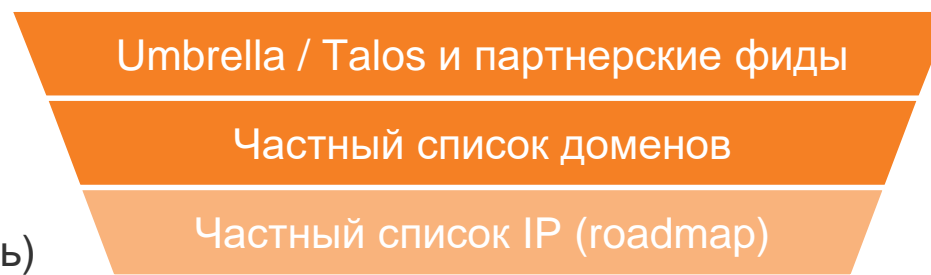 Umbrella / Talos и партнерские фиды
Частный список доменов
Частный список IP (roadmap)
ь)